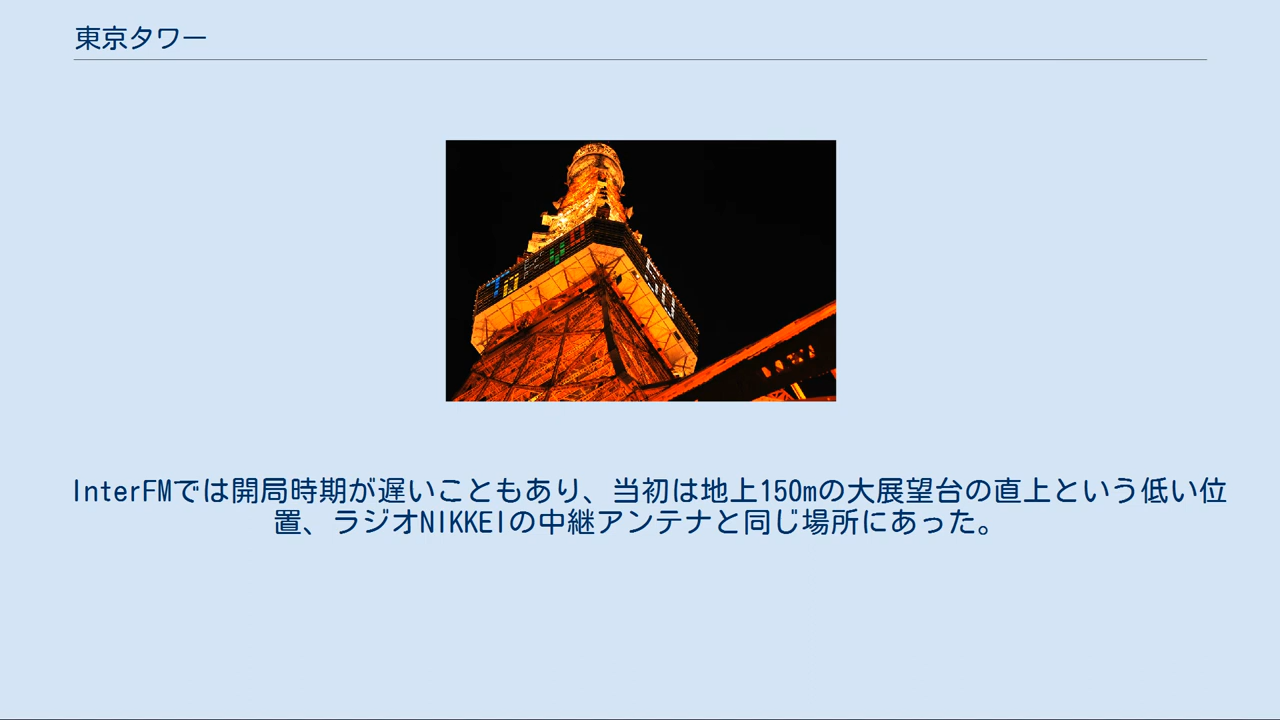 東京タワー
InterFMでは開局時期が遅いこともあり、当初は地上150mの大展望台の直上という低い位
置、ラジオNIKKEIの中継アンテナと同じ場所にあった。